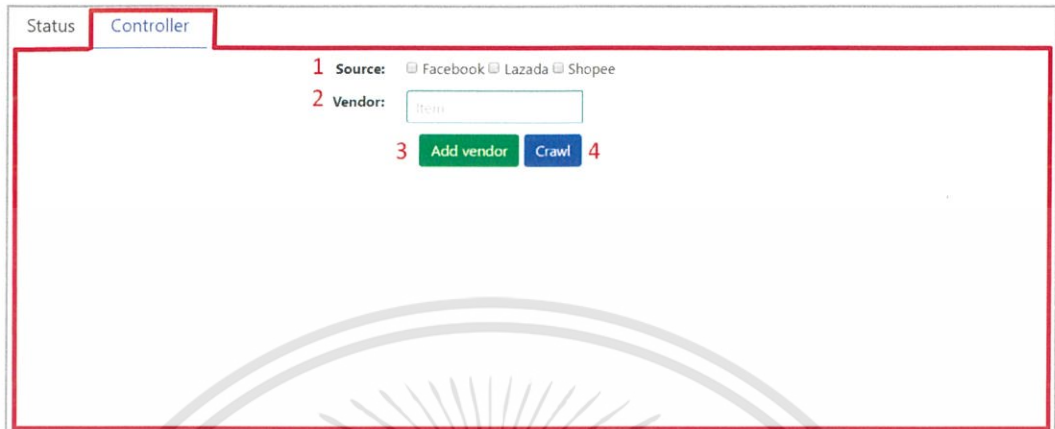 Status Controller
1 Source: Facebook Lazada Shopee
2 Vendor: Item
3 Add vendor Crawl 4